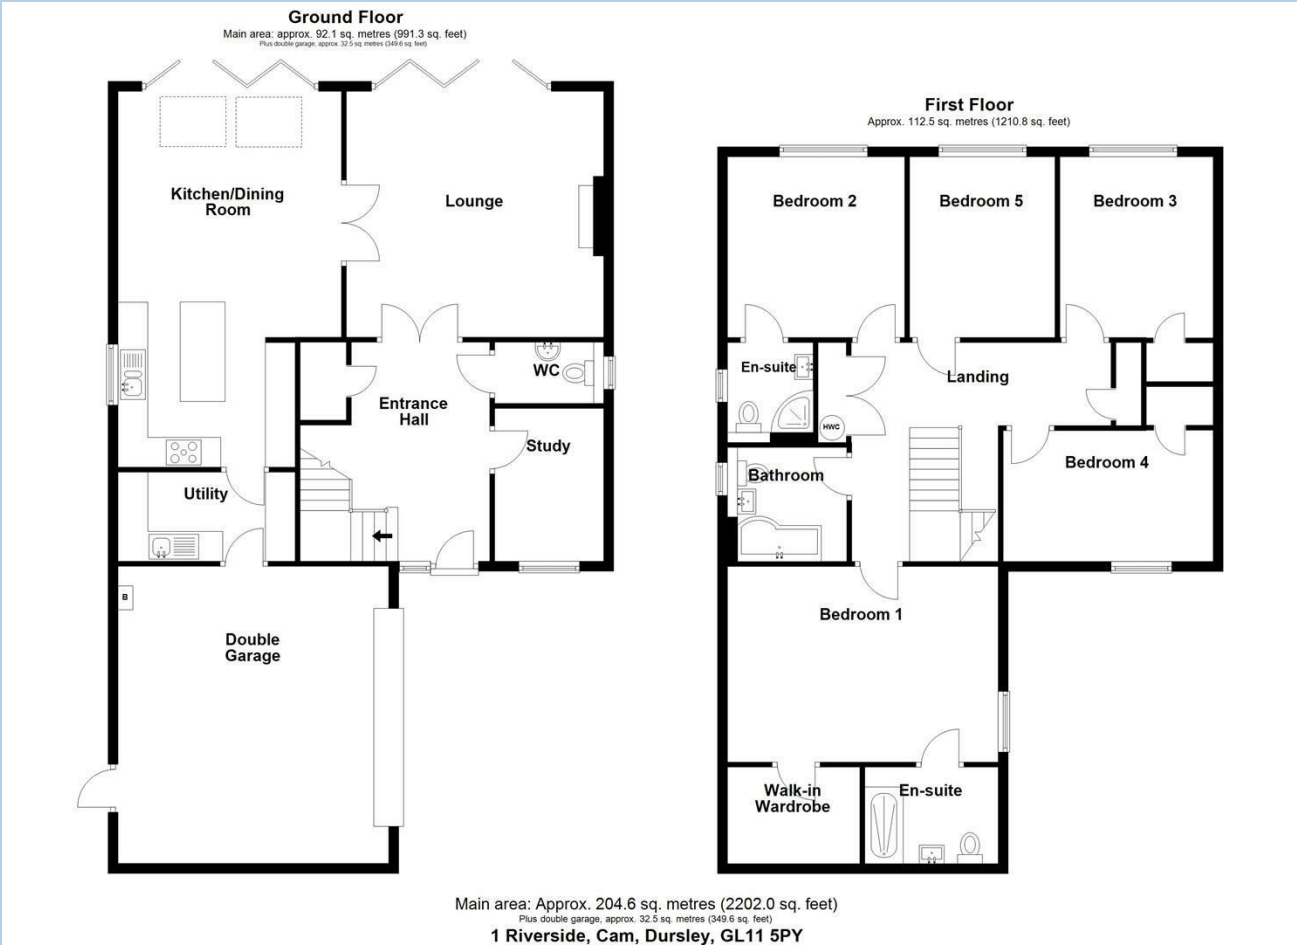 Ground Floor
Main area: approx. 92.1 sq. metres (991.3 sq. feet)
Plus double garage, approx. 32.5 sq. metres (349.6 sq. feet)
Kitchen/Dining
Room
Lounge
WC
Entrance
Hall
Study
Utility
B
Double
Garage
First Floor
Approx. 112.5 sq. metres (1210.8 sq. feet)
Bedroom 2
Bedroom 5
Bedroom 3
En-suite
Landing
HWC
Bathroom
Bedroom 4
Bedroom 1
Walk-in
Wardrobe
En-suite
Main area: Approx. 204.6 sq. metres (2202.0 sq. feet)
Plus double garage, approx. 32.5 sq. metres (349.6 sq. feet)
1 Riverside, Cam, Dursley, GL11 5PY